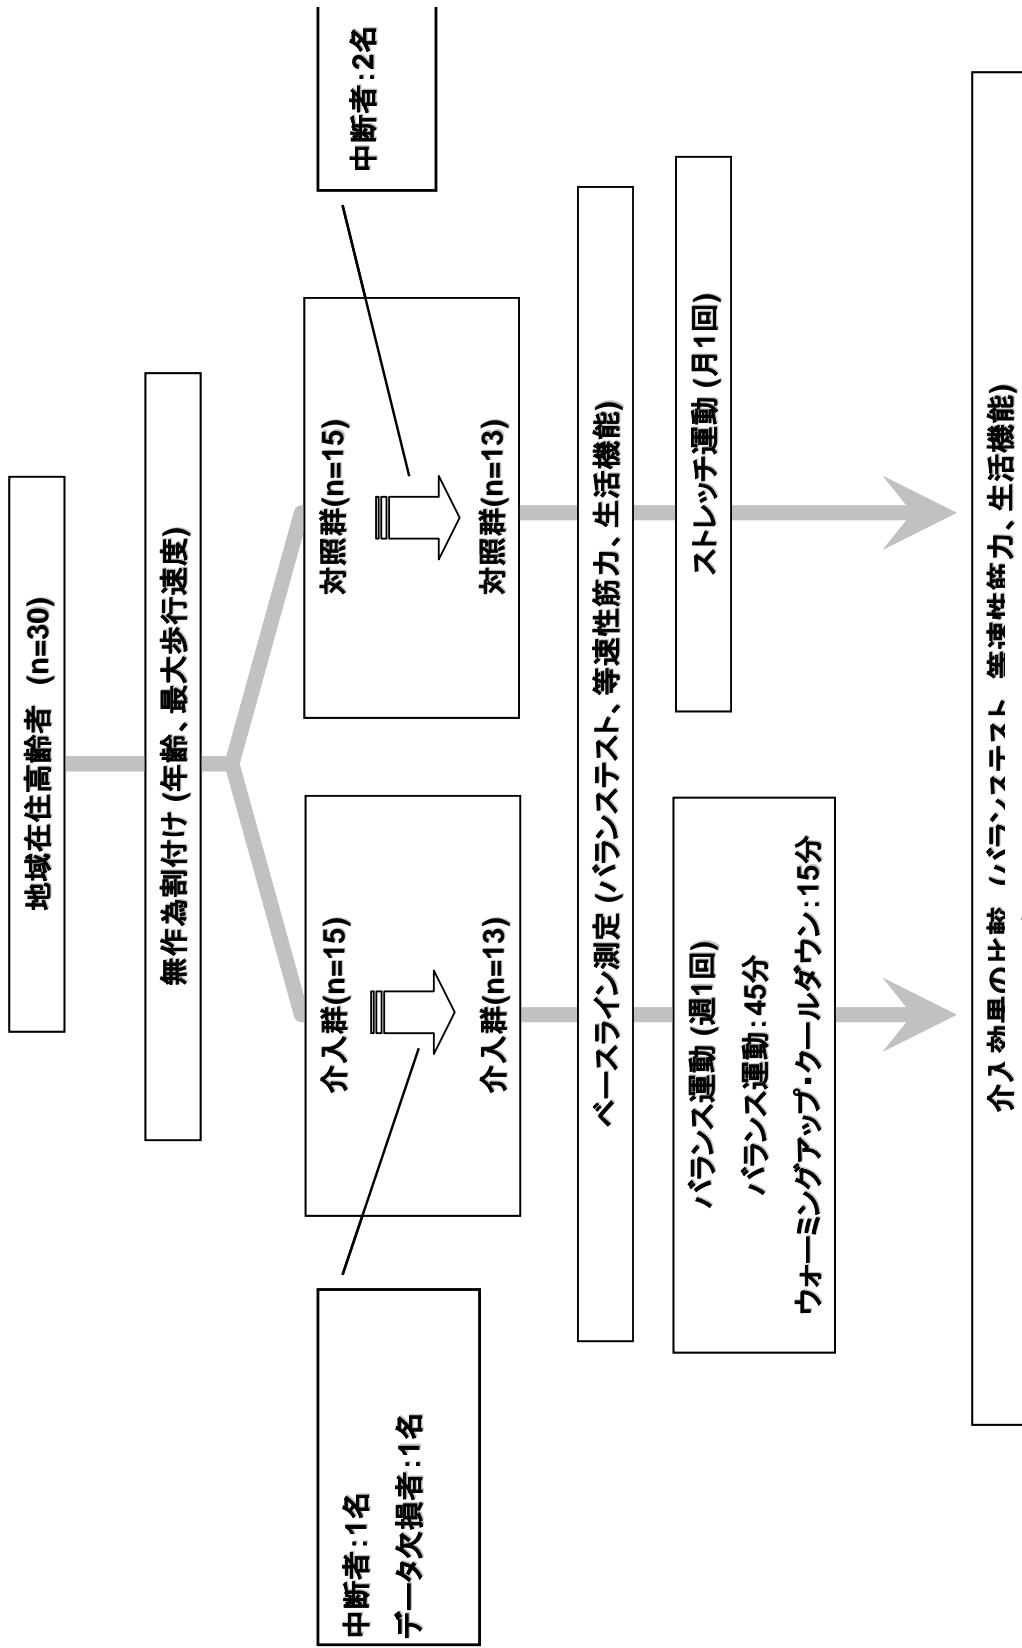 地域在住高齢者 (n=30)
無作為割付け (年齢、最大歩行速度)
介入群(n=15)
対照群(n=15)
中断者:1名
データ欠損者:1名
中断者:2名
介入群(n=13)
対照群(n=13)
ベースライン測定 (バランステスト、等速性筋力、生活機能)
バランス運動 (週1回)
バランス運動:45分
ウォーミングアップ・クールダウン:15分
ストレッチ運動 (月1回)
介入効果の比較 (バランステスト 等速性筋力、生活機能)